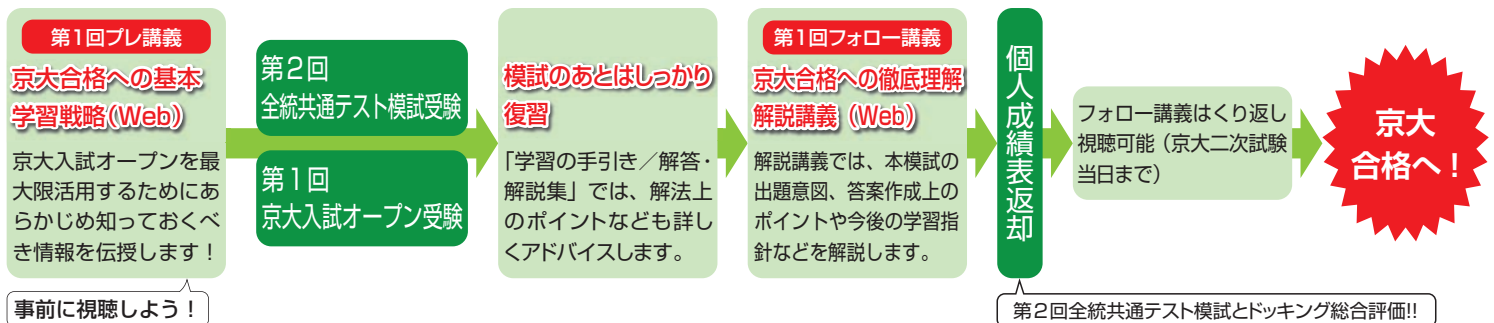 第1回プレ講義
京大合格への基本
学習戦略(Web)
京大入試オープンを最
大限活用するためにあ
らかじめ知っておくべ
き情報を伝授します！
事前に視聴しよう！
第2回
全統共通テスト模試受験
第1回
京大入試オープン受験
模試のあとはしっかり
復習
「学習の手引き／解答・
解説集」では、解法上
のポイントなども詳し
くアドバイスします。
第1回フォロー講義
京大合格への徹底理解
解説講義（Web）
解説講義では、本模試の
出題意図、答案作成上の
ポイントや今後の学習指
針などを解説します。
個人成績表返却
第2回全統共通テスト模試とドッキング総合評価!!
フォロー講義はくり返し
視聴可能（京大二次試験
当日まで）
京大
合格へ！